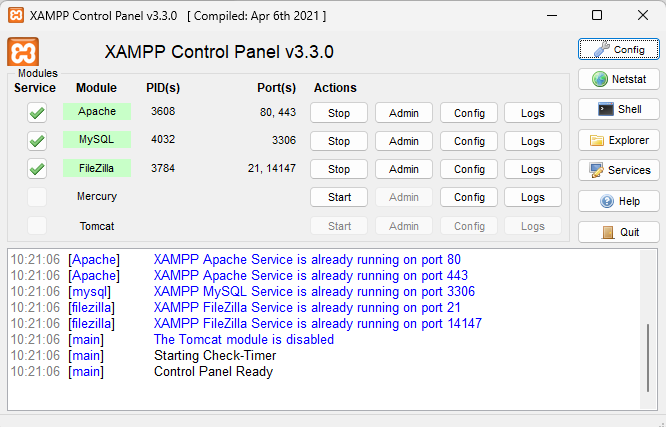 XAMPP Control Panel v3.3.0 [ Compiled: Apr 6th 2021 ]
XAMPP Control Panel v3.3.0
Config
Modules
Service Module PID(s) Port(s) Actions
Netstat
Apache 3608 80, 443 Stop Admin Config Logs
Shell
MySQL 4032 3306 Stop Admin Config Logs
Explorer
FileZilla 3784 21, 14147 Stop Admin Config Logs
Services
Mercury Start Admin Config Logs
Help
Tomcat Start Admin Config Logs
Quit
10:21:06 [Apache] XAMPP Apache Service is already running on port 80
10:21:06 [Apache] XAMPP Apache Service is already running on port 443
10:21:06 [mysql] XAMPP MySQL Service is already running on port 3306
10:21:06 [filezilla] XAMPP FileZilla Service is already running on port 21
10:21:06 [filezilla] XAMPP FileZilla Service is already running on port 14147
10:21:06 [main] The Tomcat module is disabled
10:21:06 [main] Starting Check-Timer
10:21:06 [main] Control Panel Ready